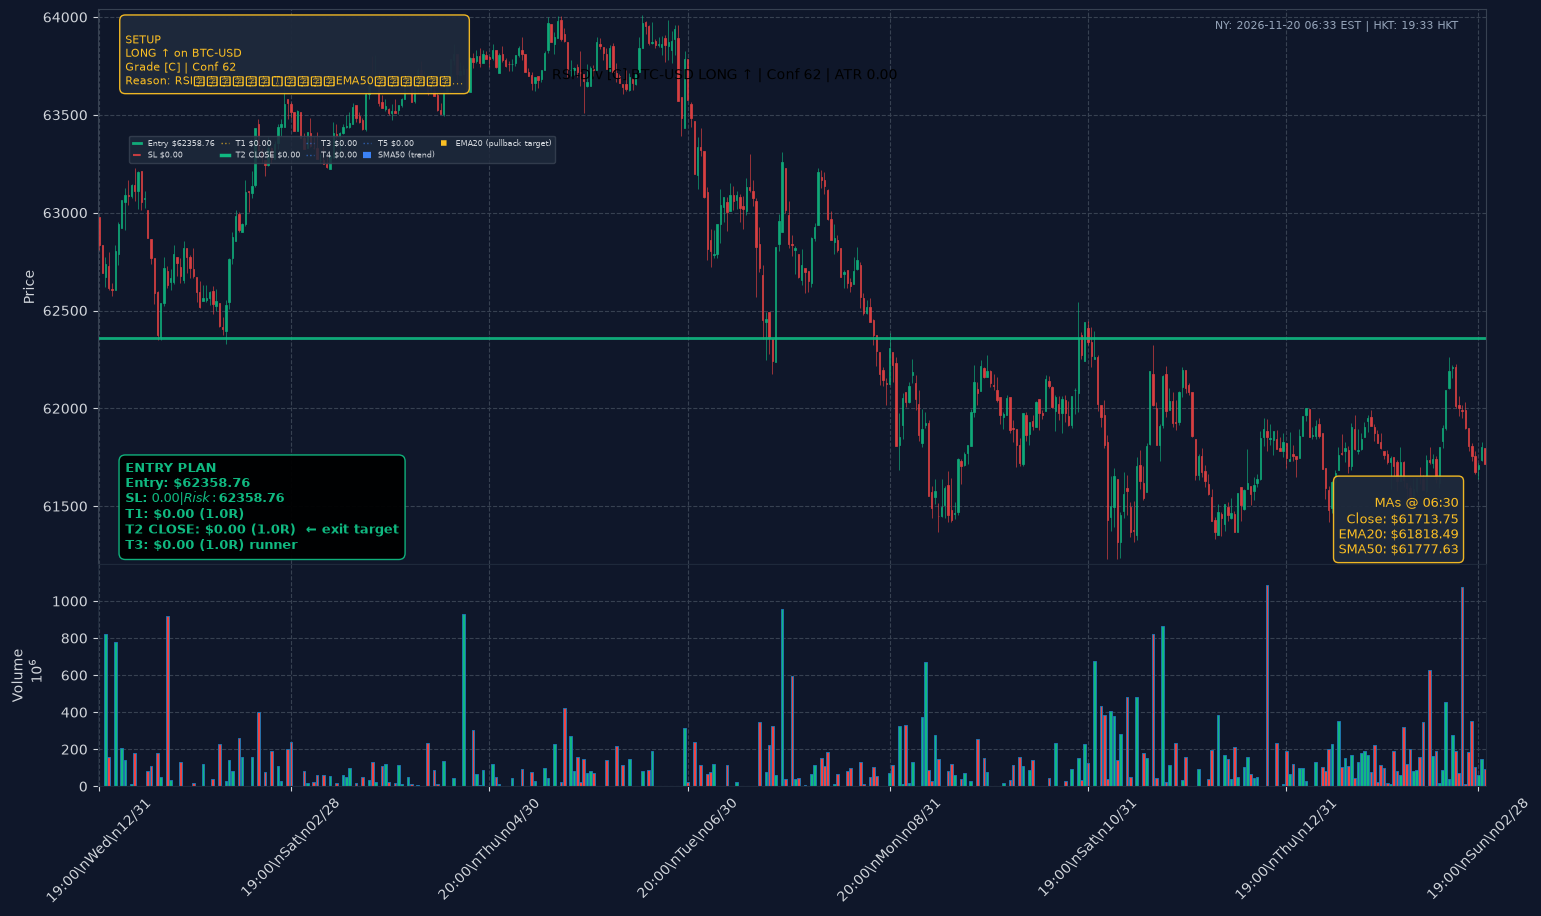 NY: 2026-11-20 06:33 EST | HKT: 19:33 HKT
SETUP
LONG ↑ on BTC-USD
Grade [C] | Conf 62
Reason: RSI EMA50 ...
BTC-USD LONG ↑ | Conf 62 | ATR 0.00
Entry $62358.76
SL $0.00
T1 $0.00
T2 CLOSE $0.00
T3 $0.00
T4 $0.00
T5 $0.00
SMA50 (trend)
EMA20 (pullback target)
Price
64000
63500
63000
62500
62000
61500
ENTRY PLAN
Entry: $62358.76
SL: 0.00|Risk:62358.76
T1: $0.00 (1.0R)
T2 CLOSE: $0.00 (1.0R) ← exit target
T3: $0.00 (1.0R) runner
MAs @ 06:30
Close: $61713.75
EMA20: $61818.49
SMA50: $61777.63
Volume
10⁶
1000
800
600
400
200
0
19:00\nWed\n12/31
19:00\nSat\n02/28
20:00\nThu\n04/30
20:00\nTue\n06/30
20:00\nMon\n08/31
19:00\nSat\n10/31
19:00\nThu\n12/31
19:00\nSun\n02/28